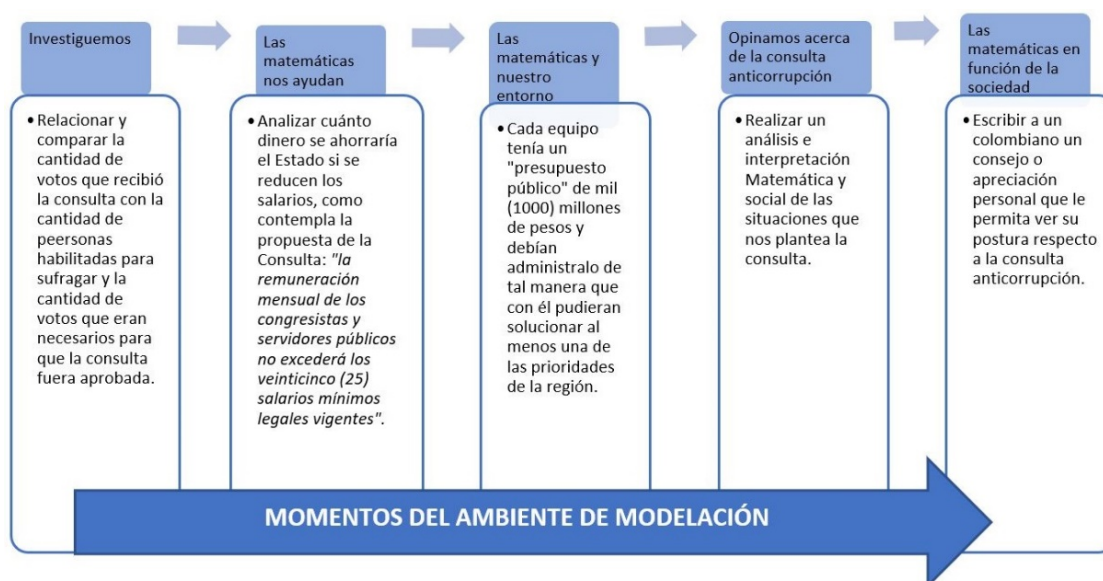 Investiguemos
• Relacionar y
comparar la
cantidad de
votos que recibió
la consulta con la
cantidad de
peersonas
habilitadas para
sufragar y la
cantidad de
votos que eran
necesarios para
que la consulta
fuera aprobada.
Las
matemáticas
nos ayudan
• Analizar cuánto
dinero se ahorraría
el Estado si se
reducen los
salarios, como
contempla la
propuesta de la
Consulta: "la
remuneración
mensual de los
congresistas y
servidores públicos
no excederá los
veinticinco (25)
salarios mínimos
legales vigentes".
Las
matemáticas y
nuestro
entorno
• Cada equipo
tenía un
"presupuesto
público" de mil
(1000) millones
de pesos y
debían
administralo de
tal manera que
con él pudieran
solucionar al
menos una de
las prioridades
de la región.
Opinamos acerca
de la consulta
anticorrupción
• Realizar un
análisis e
interpretación
Matemática y
social de las
situaciones que
nos plantea la
consulta.
Las
matemáticas en
función de la
sociedad
• Escribir a un
colombiano un
consejo o
apreciación
personal que le
permita ver su
postura respecto
a la consulta
anticorrupción.
MOMENTOS DEL AMBIENTE DE MODELACIÓN